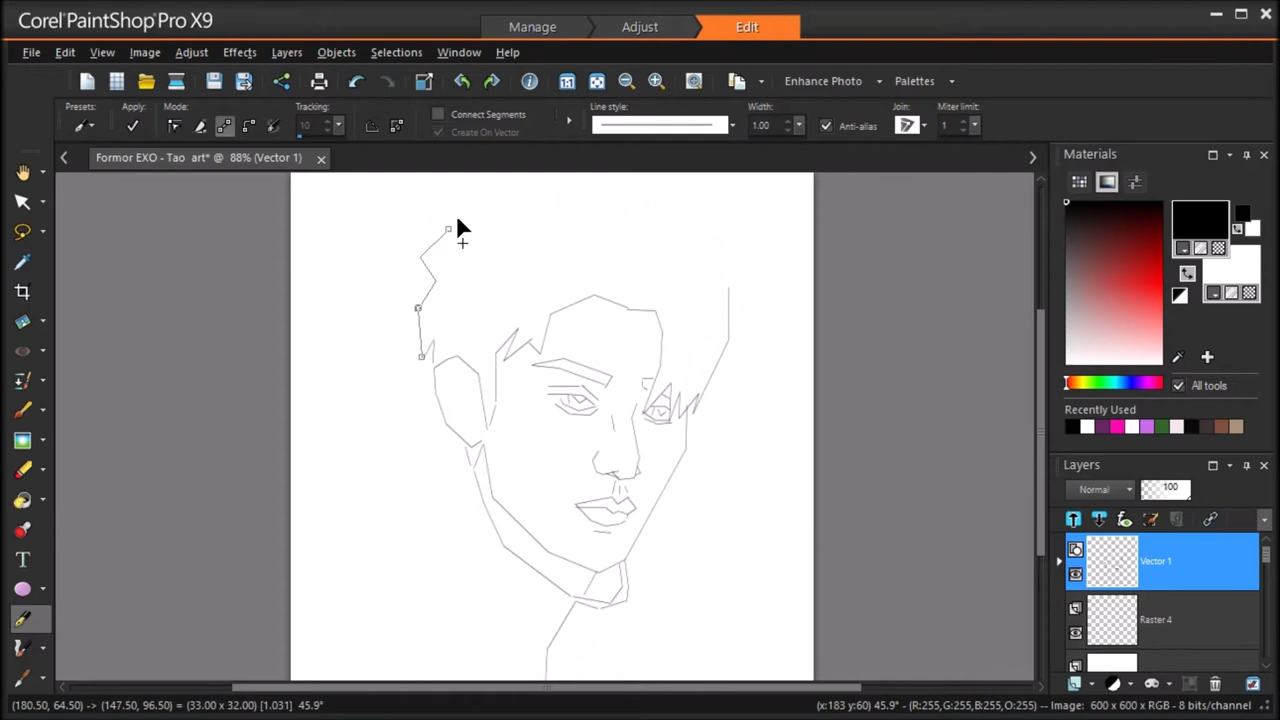 Corel PaintShop Pro X9
Manage
Adjust
Edit
File Edit View Image Adjust Effects Layers Objects Selections Window Help
Enhance Photo
Palettes
Presets:
Apply:
Mode:
Tracking:
10
Connect Segments
Create On Vector
Line style:
Width:
1.00
Anti-alias
Join:
Miter limit:
1
Formor EXO - Tao art* @ 88% (Vector 1)
Materials
All tools
Recently Used
Layers
Normal
100
Vector 1
Raster 4
(180.50, 64.50) -> (147.50, 96.50) = (33.00 x 32.00) [1.031] 45.9°
(x:183 y:60) 45.9° - (R:255,G:255,B:255,O:255) -- Image: 600 x 600 x RGB - 8 bits/channel